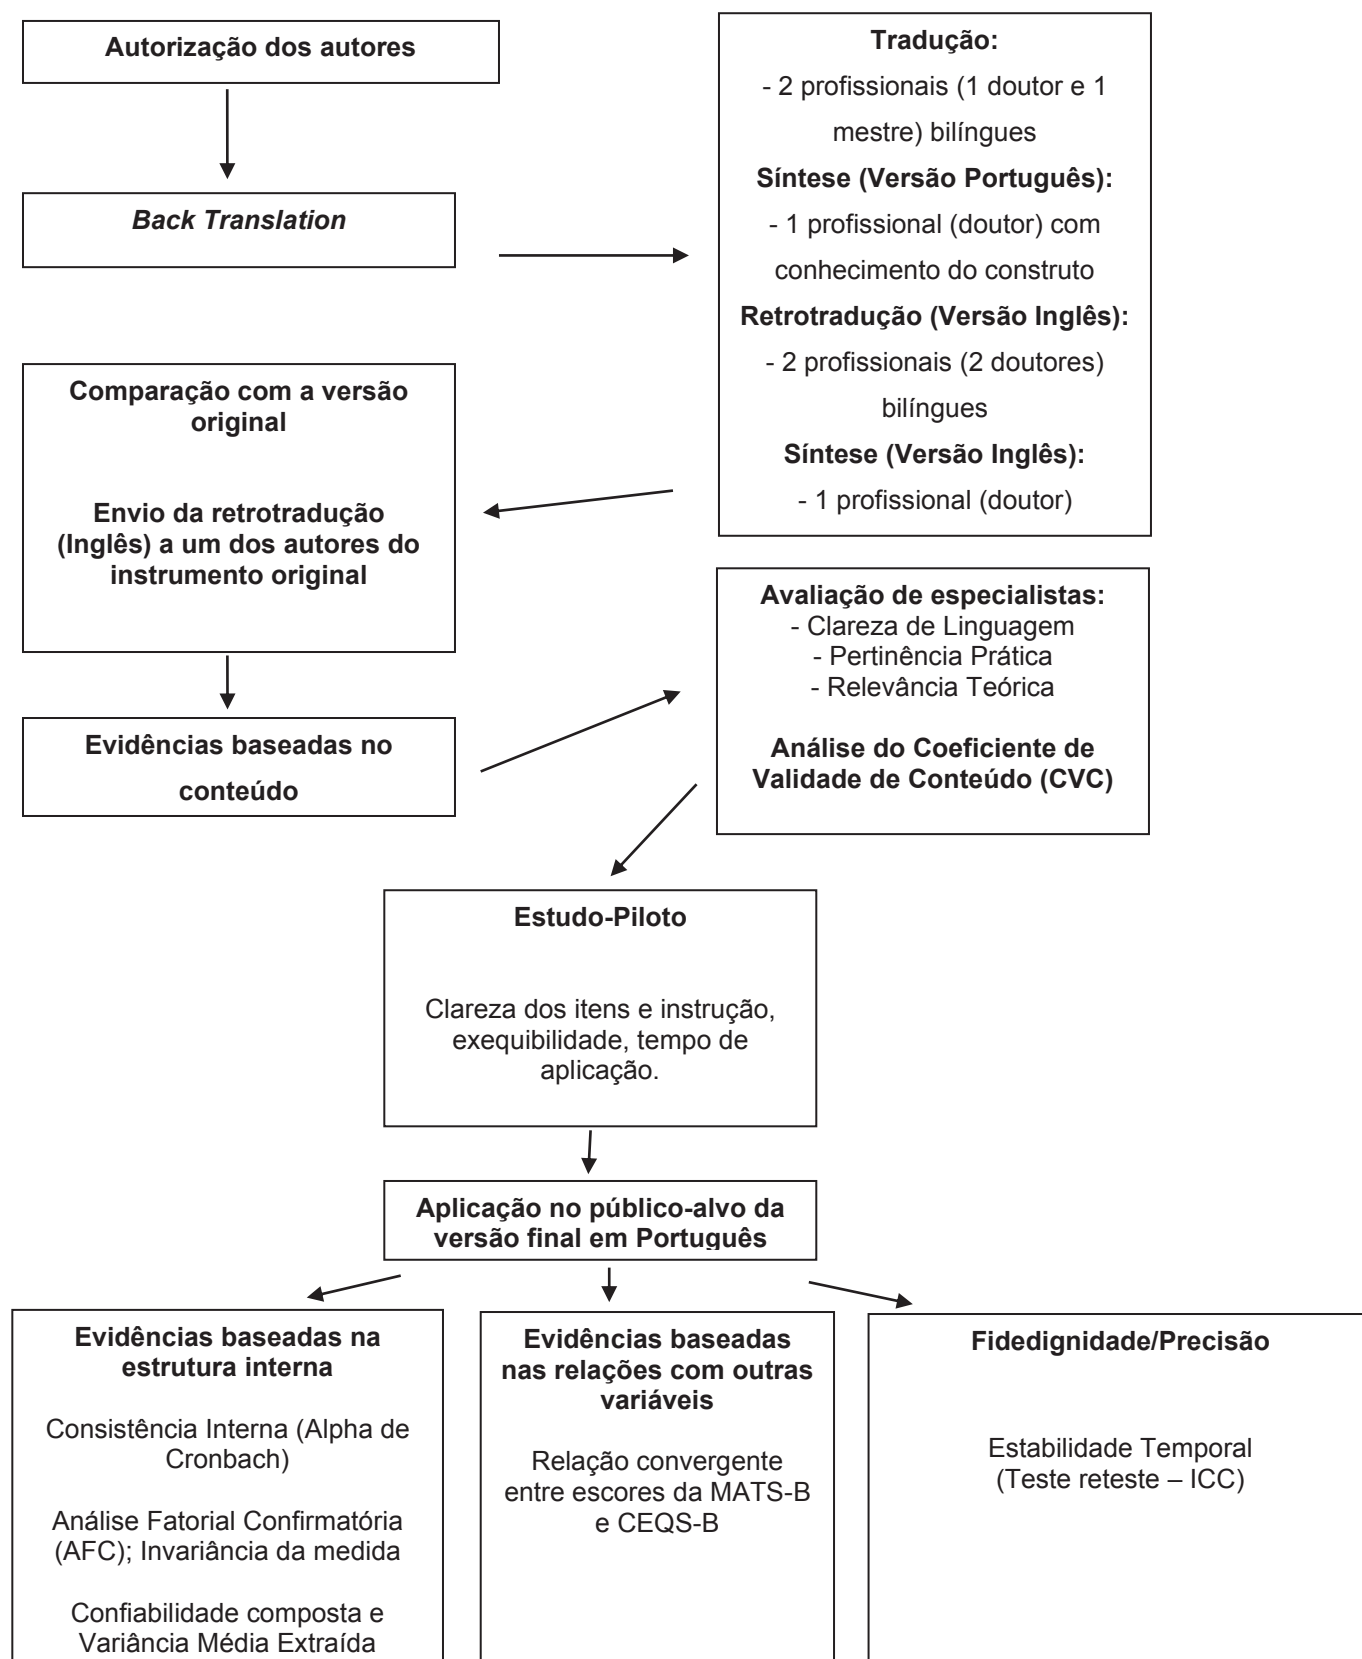 Autorização dos autores
Back Translation
Tradução:
- 2 profissionais (1 doutor e 1
mestre) bilíngues
Síntese (Versão Português):
- 1 profissional (doutor) com
conhecimento do construto
Retrotradução (Versão Inglês):
- 2 profissionais (2 doutores)
bilíngues
Síntese (Versão Inglês):
- 1 profissional (doutor)
Comparação com a versão
original
Envio da retrotradução
(Inglês) a um dos autores do
instrumento original
Evidências baseadas no
conteúdo
Avaliação de especialistas:
- Clareza de Linguagem
- Pertinência Prática
- Relevância Teórica
Análise do Coeficiente de
Validade de Conteúdo (CVC)
Estudo-Piloto
Clareza dos itens e instrução,
exequibilidade, tempo de
aplicação.
Aplicação no público-alvo da
versão final em Português
Evidências baseadas na
estrutura interna
Consistência Interna (Alpha de
Cronbach)
Análise Fatorial Confirmatória
(AFC); Invariância da medida
Confiabilidade composta e
Variância Média Extraída
Evidências baseadas
nas relações com outras
variáveis
Relação convergente
entre escores da MATS-B
e CEQS-B
Fidedignidade/Precisão
Estabilidade Temporal
(Teste reteste – ICC)